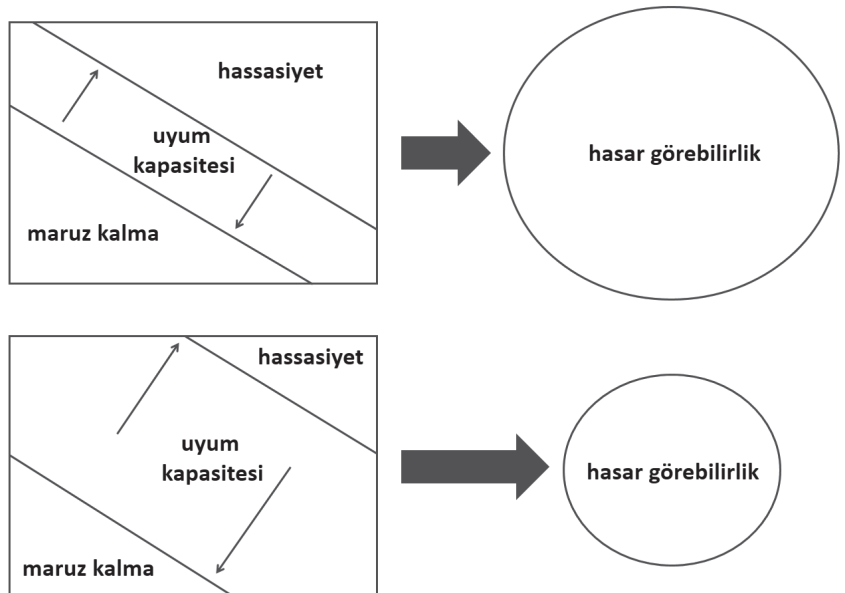 hassasiyet
uyum
kapasitesi
maruz kalma
hasar görebilirlik
hassasiyet
uyum
kapasitesi
maruz kalma
hasar görebilirlik